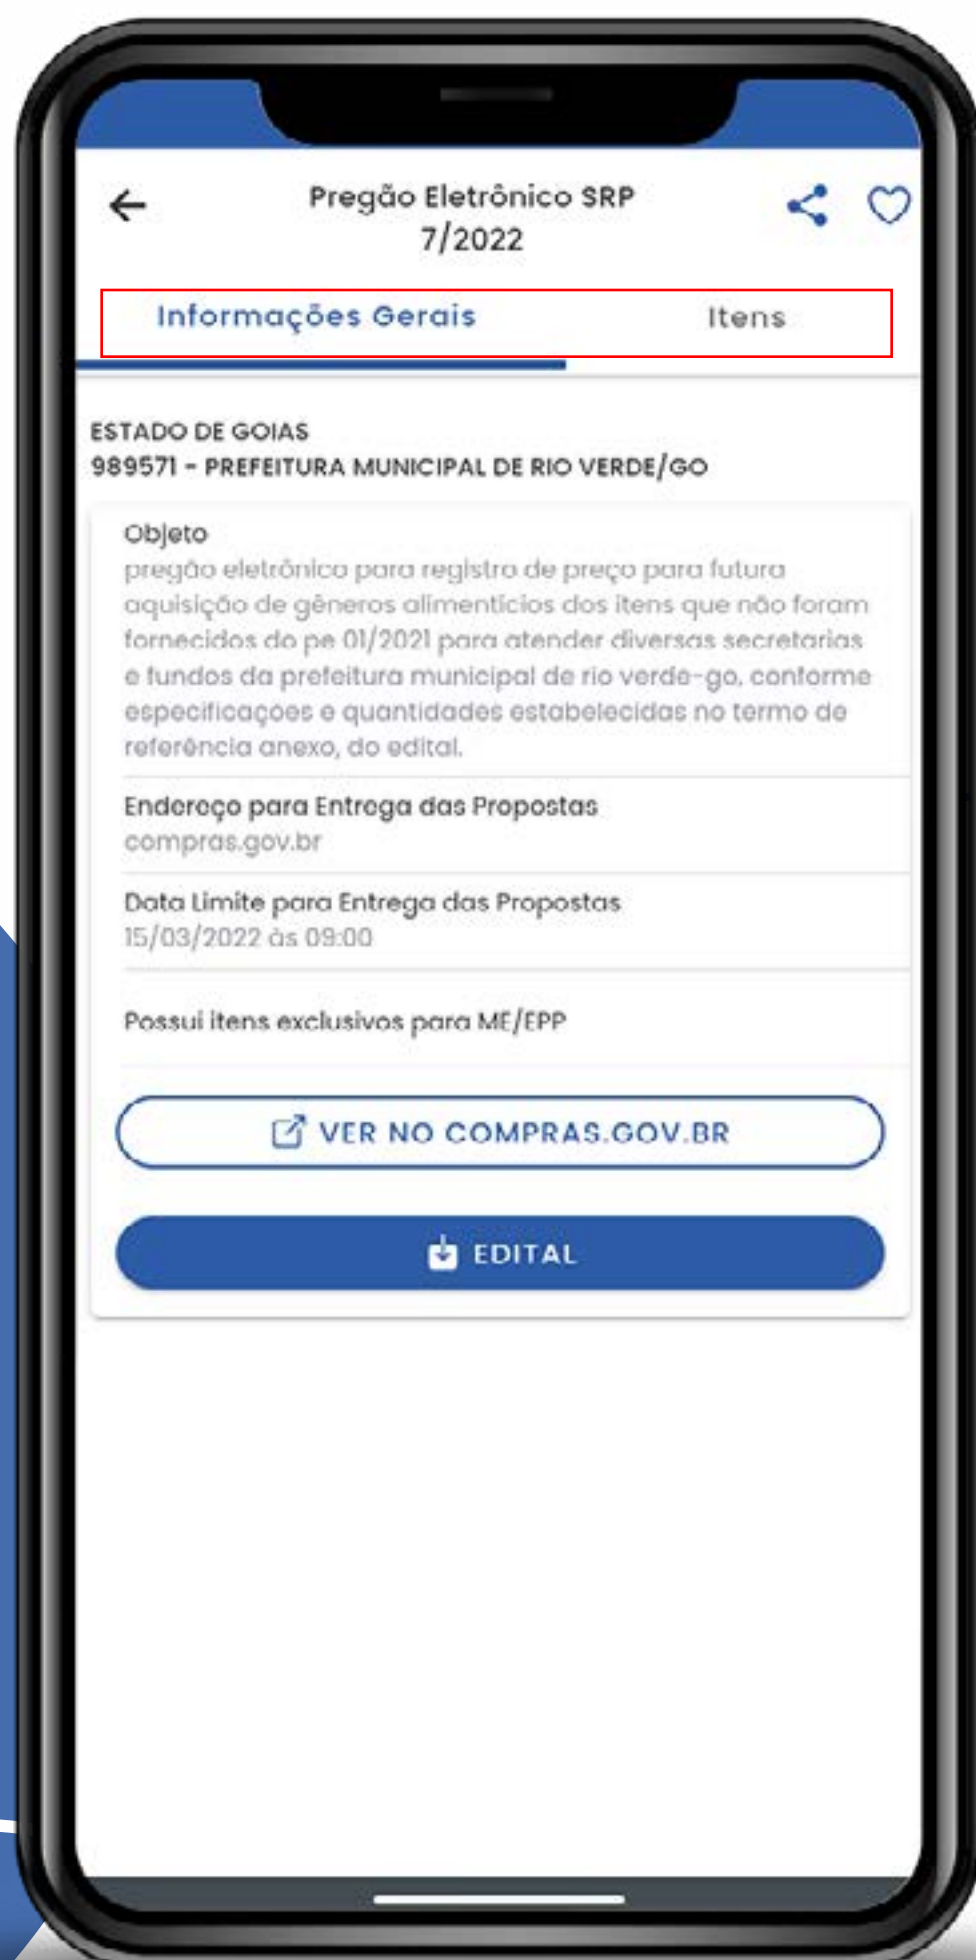 Pregão Eletrônico SRP
7/2022
Informações Gerais
Itens
ESTADO DE GOIAS
989571 - PREFEITURA MUNICIPAL DE RIO VERDE/GO
Objeto
pregão eletrônico para registro de preço para futura
aquisição de gêneros alimentícios dos itens que não foram
fornecidos do pe 01/2021 para atender diversas secretarias
e fundos da prefeitura municipal de rio verde-go, conforme
especificações e quantidades estabelecidas no termo de
referência anexo, do edital.
Endereço para Entrega das Propostas
compras.gov.br
Data Limite para Entrega das Propostas
15/03/2022 às 09:00
Possui itens exclusivos para ME/EPP
VER NO COMPRAS.GOV.BR
EDITAL